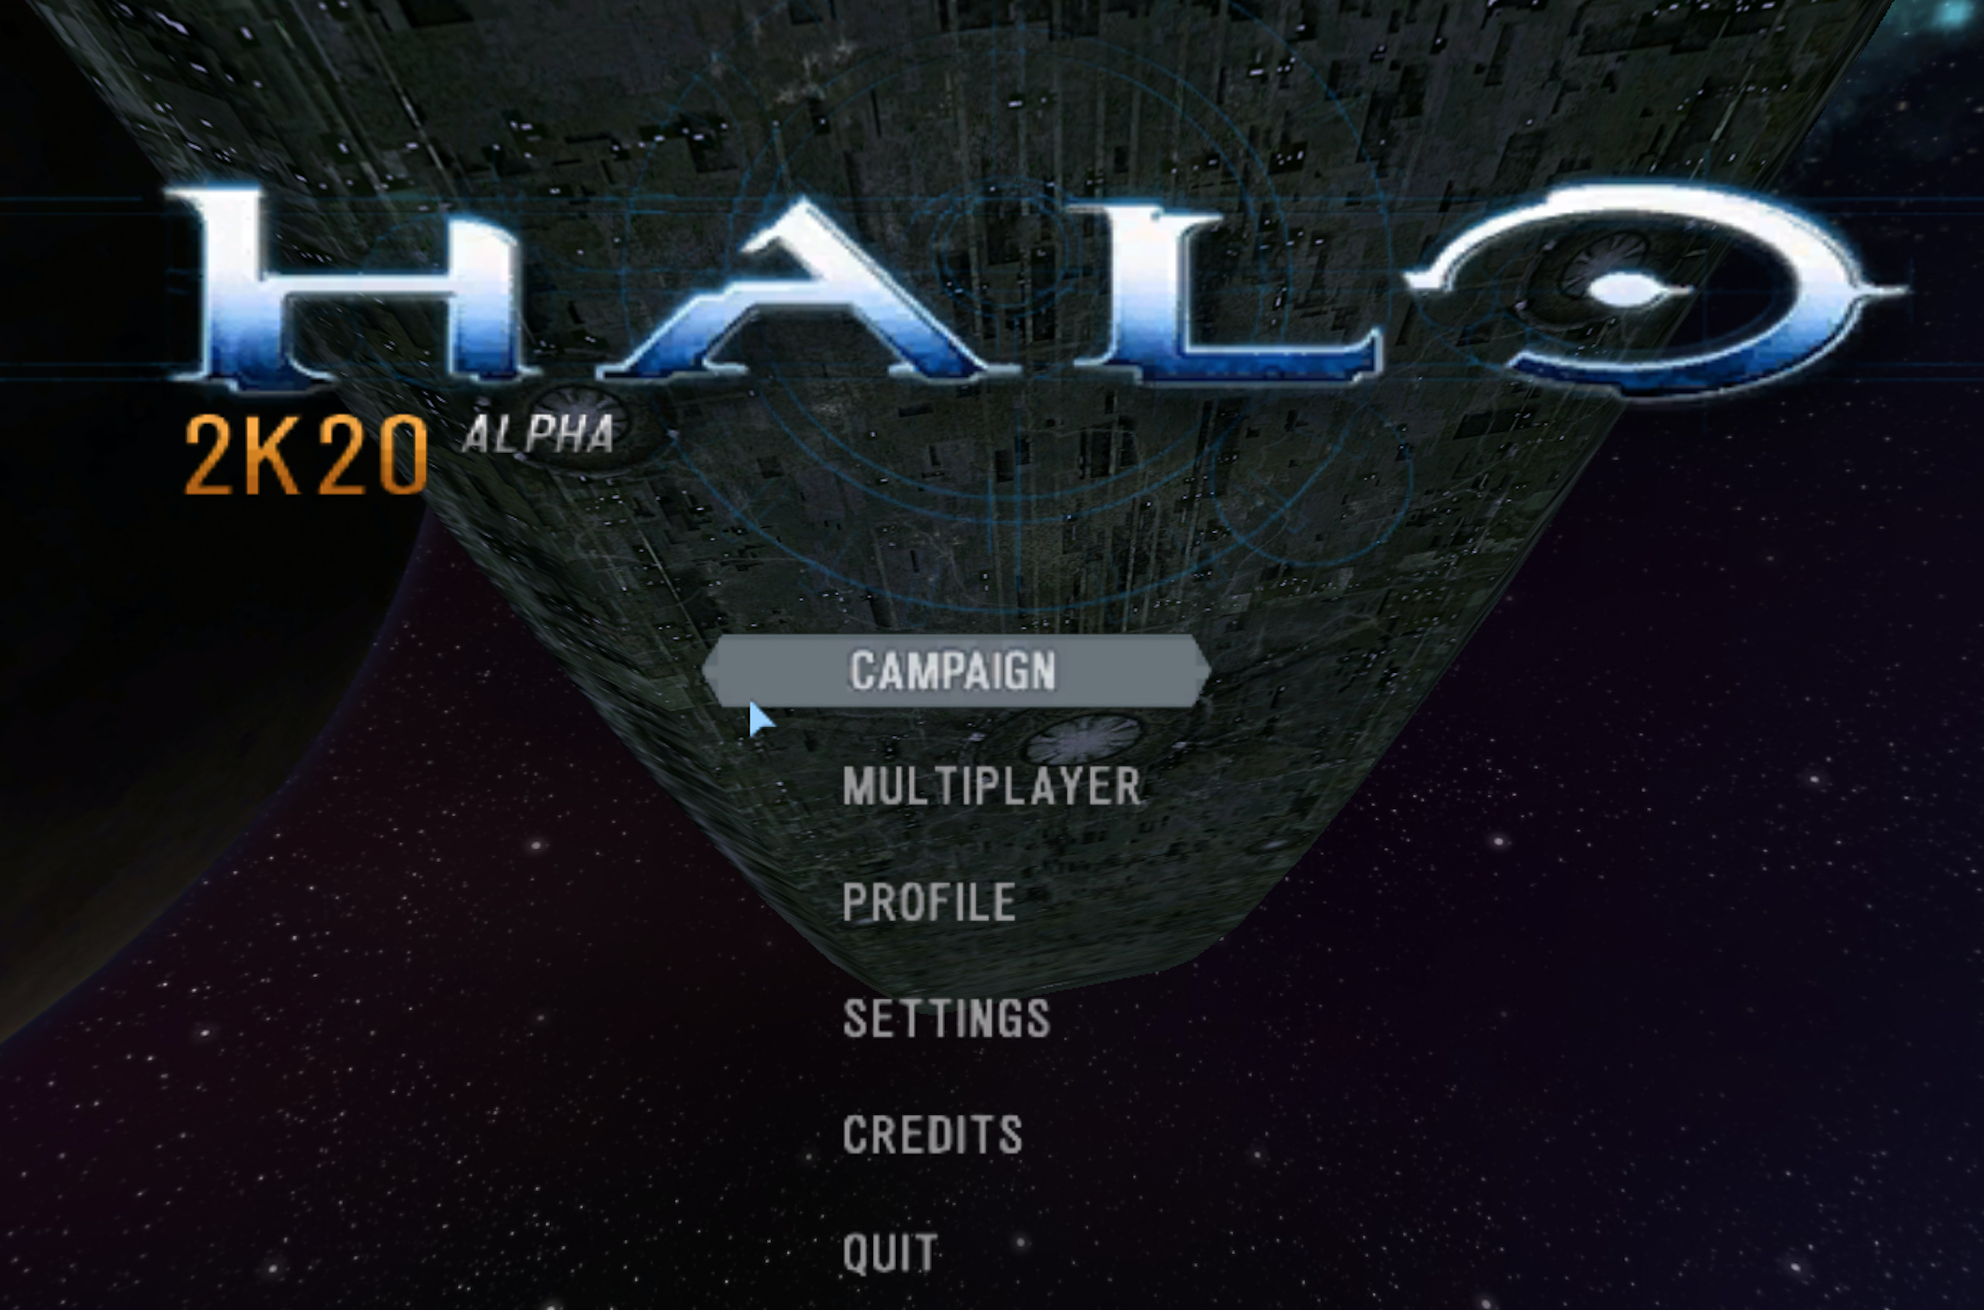 HALO
2K20 ALPHA
CAMPAIGN
MULTIPLAYER
PROFILE
SETTINGS
CREDITS
QUIT